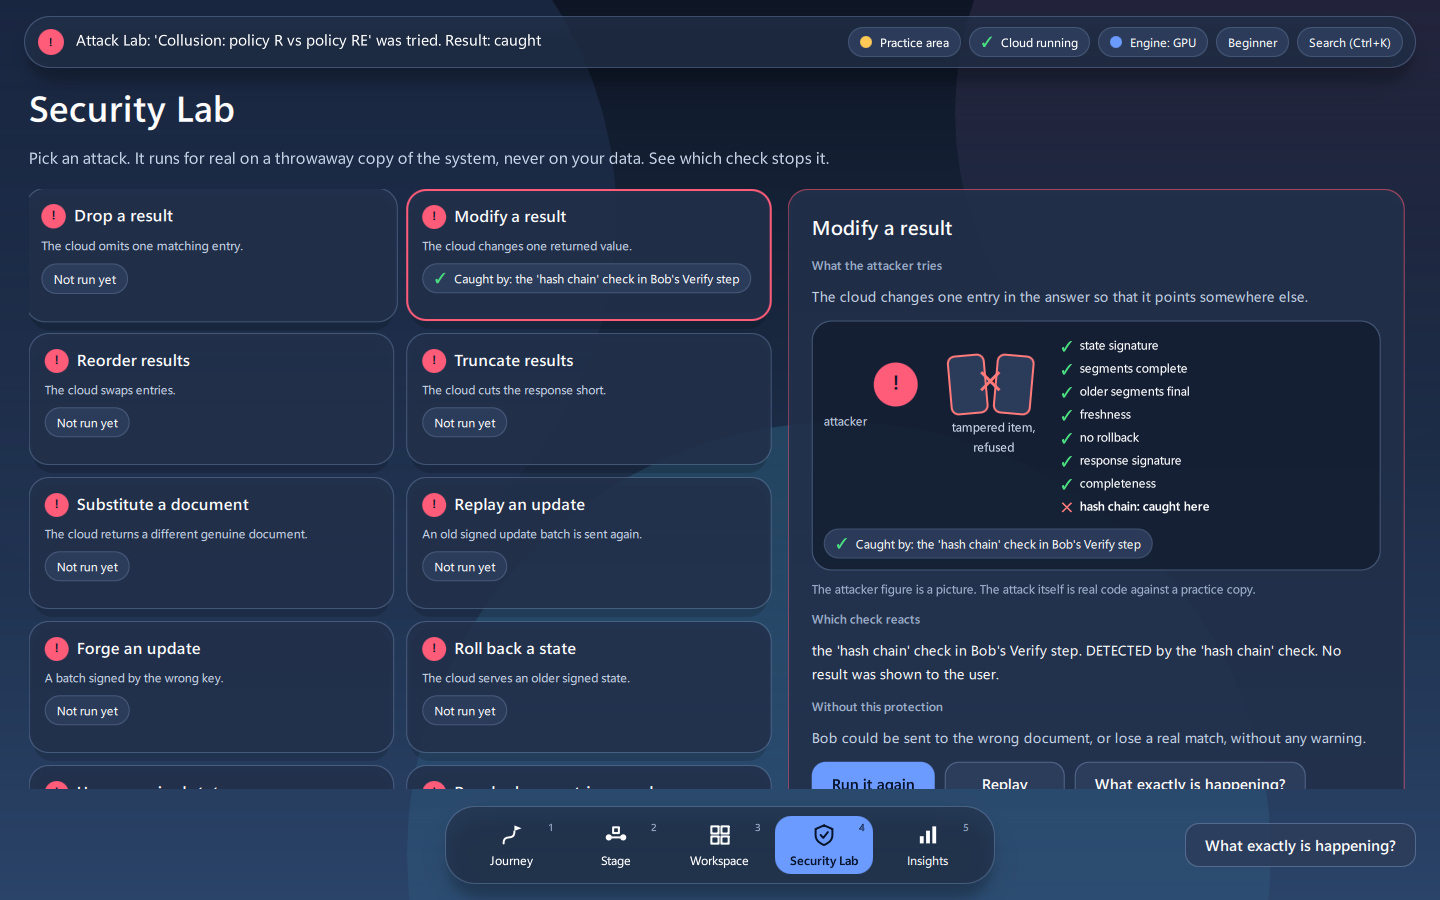 ! Attack Lab: 'Collusion: policy R vs policy RE' was tried. Result: caught
Practice area
✓ Cloud running
Engine: GPU
Beginner
Search (Ctrl+K)
Security Lab
Pick an attack. It runs for real on a throwaway copy of the system, never on your data. See which check stops it.
! Drop a result
The cloud omits one matching entry.
Not run yet
! Modify a result
The cloud changes one returned value.
✓ Caught by: the 'hash chain' check in Bob's Verify step
! Reorder results
The cloud swaps entries.
Not run yet
! Truncate results
The cloud cuts the response short.
Not run yet
! Substitute a document
The cloud returns a different genuine document.
Not run yet
! Replay an update
An old signed update batch is sent again.
Not run yet
! Forge an update
A batch signed by the wrong key.
Not run yet
! Roll back a state
The cloud serves an older signed state.
Not run yet
Modify a result
What the attacker tries
The cloud changes one entry in the answer so that it points somewhere else.
!
attacker
tampered item,
refused
✓ state signature
✓ segments complete
✓ older segments final
✓ freshness
✓ no rollback
✓ response signature
✓ completeness
✕ hash chain: caught here
✓ Caught by: the 'hash chain' check in Bob's Verify step
The attacker figure is a picture. The attack itself is real code against a practice copy.
Which check reacts
the 'hash chain' check in Bob's Verify step. DETECTED by the 'hash chain' check. No
result was shown to the user.
Without this protection
Bob could be sent to the wrong document, or lose a real match, without any warning.
Run it again
Replay
What exactly is happening?
Journey 1
Stage 2
Workspace 3
Security Lab 4
Insights 5
What exactly is happening?